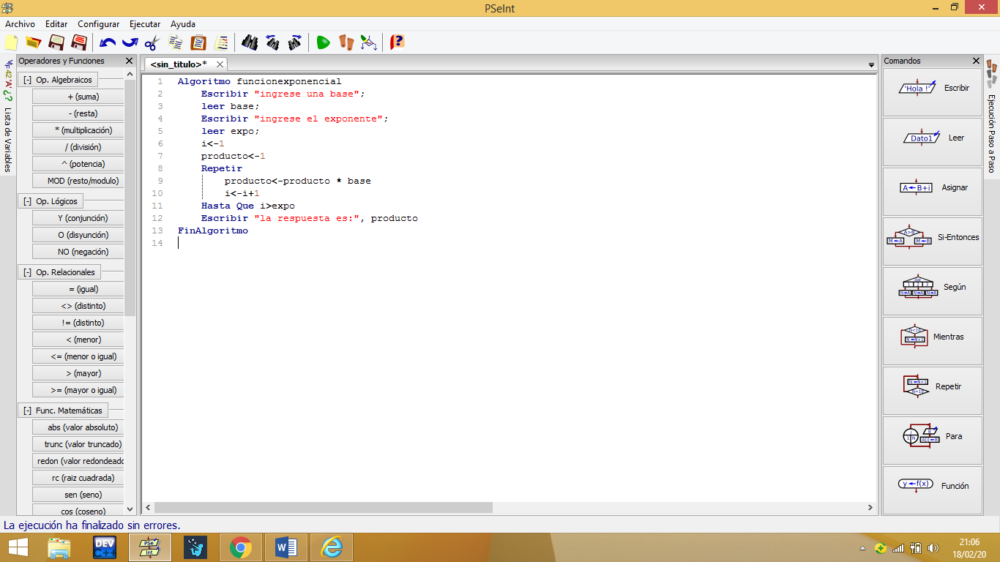 PSeInt
Archivo Editar Configurar Ejecutar Ayuda
Operadores y Funciones
<sin_titulo>*
Comandos
Lista de Variables
Ejecución Paso a Paso
[-] Op. Algebraicos
+ (suma)
- (resta)
* (multiplicación)
/ (división)
^ (potencia)
MOD (resto/modulo)
[-] Op. Lógicos
Y (conjunción)
O (disyunción)
NO (negación)
[-] Op. Relacionales
= (igual)
<> (distinto)
!= (distinto)
< (menor)
<= (menor o igual)
> (mayor)
>= (mayor o igual)
[-] Func. Matemáticas
abs (valor absoluto)
trunc (valor truncado)
redon (valor redondeado
rc (raiz cuadrada)
sen (seno)
cos (coseno)
1 Algoritmo funcionexponencial
2 Escribir "ingrese una base";
3 leer base;
4 Escribir "ingrese el exponente";
5 leer expo;
6 i<-1
7 producto<-1
8 Repetir
9 producto<-producto * base
10 i<-i+1
11 Hasta Que i>expo
12 Escribir "la respuesta es:", producto
13 FinAlgoritmo
14
'Hola !' Escribir
Dato1 Leer
A B+i Asignar
A>B M A M B Si-Entonces
Según
Mientras
Repetir
Para
y f(x) Función
La ejecución ha finalizado sin errores.
DEV
PSe
Int
W
21:06
18/02/20